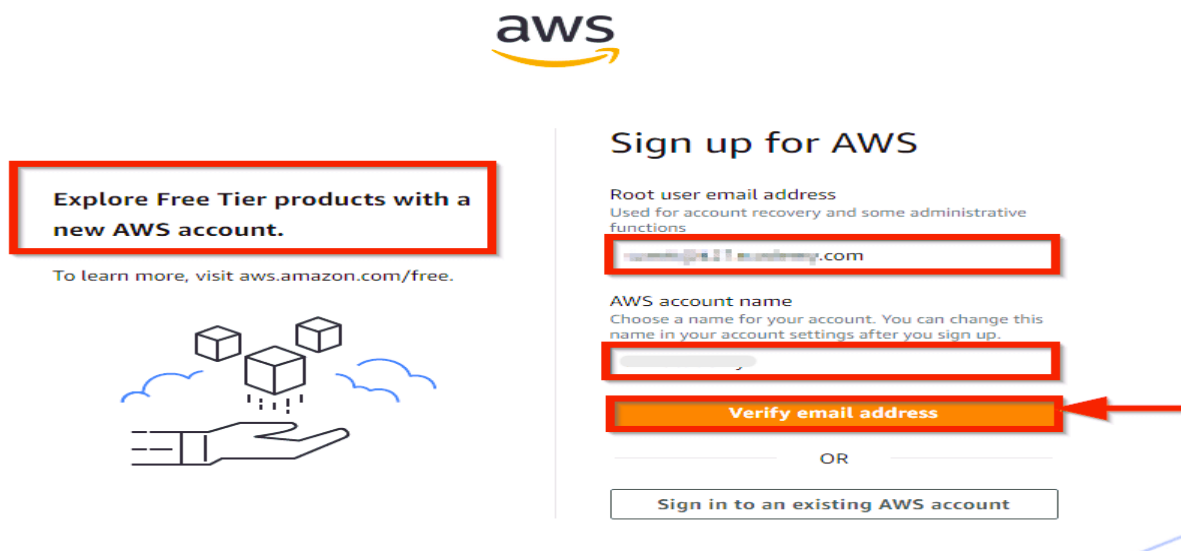 aws
Explore Free Tier products with a
new AWS account.
To learn more, visit aws.amazon.com/free.
Sign up for AWS
Root user email address
Used for account recovery and some administrative
functions
.com
AWS account name
Choose a name for your account. You can change this
name in your account settings after you sign up.
Verify email address
OR
Sign in to an existing AWS account